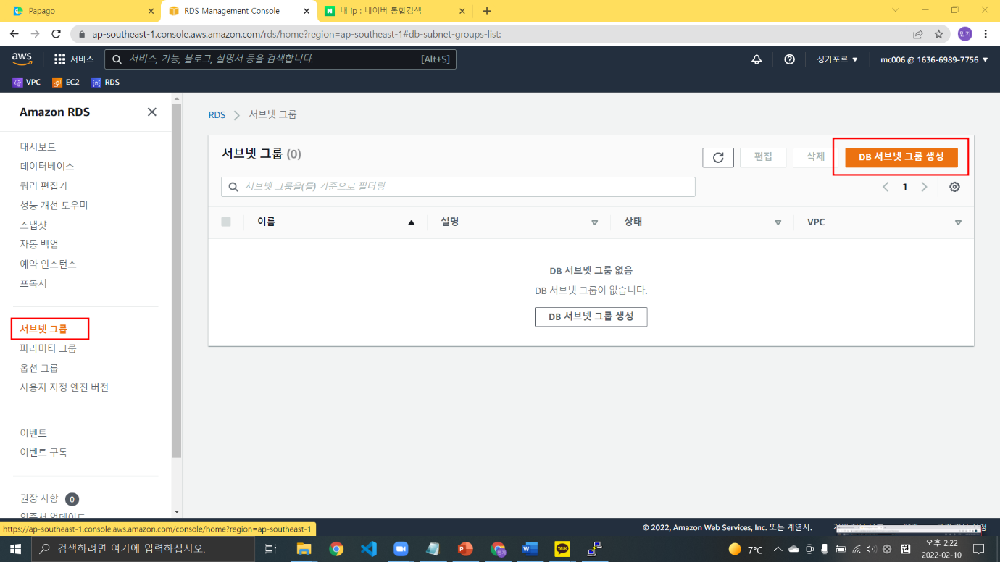 Papago
RDS Management Console
내 ip : 네이버 통합검색
ap-southeast-1.console.aws.amazon.com/rds/home?region=ap-southeast-1#db-subnet-groups-list:
민기
aws
서비스
서비스, 기능, 블로그, 설명서 등을 검색합니다.
[Alt+S]
싱가포르
mc006 @ 1636-6989-7756
VPC
EC2
RDS
Amazon RDS
대시보드
데이터베이스
쿼리 편집기
성능 개선 도우미
스냅샷
자동 백업
예약 인스턴스
프록시
서브넷 그룹
파라미터 그룹
옵션 그룹
사용자 지정 엔진 버전
이벤트
이벤트 구독
권장 사항 0
인증서 업데이트
RDS
서브넷 그룹
서브넷 그룹 (0)
편집
삭제
DB 서브넷 그룹 생성
서브넷 그룹을(를) 기준으로 필터링
1
이름
설명
상태
VPC
DB 서브넷 그룹 없음
DB 서브넷 그룹이 없습니다.
DB 서브넷 그룹 생성
https://ap-southeast-1.console.aws.amazon.com/console/home?region=ap-southeast-1
© 2022, Amazon Web Services, Inc. 또는 계열사.
검색하려면 여기에 입력하십시오.
TALK
7°C
오후 2:22
2022-02-10